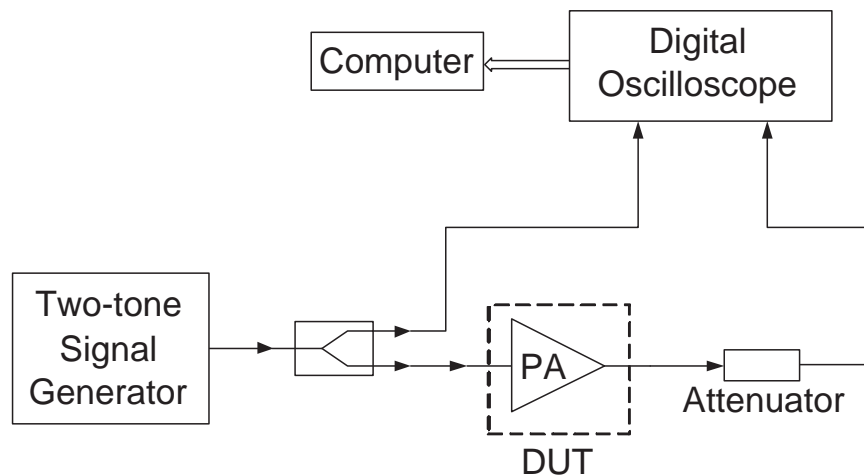 Digital
Oscilloscope
Computer
Two-tone
Signal
Generator
PA
Attenuator
DUT